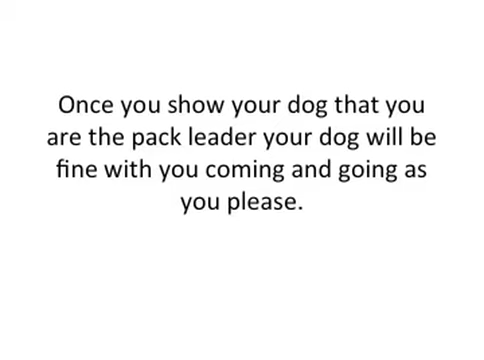 Once you show your dog that you
are the pack leader your dog will be
fine with you coming and going as
you please.